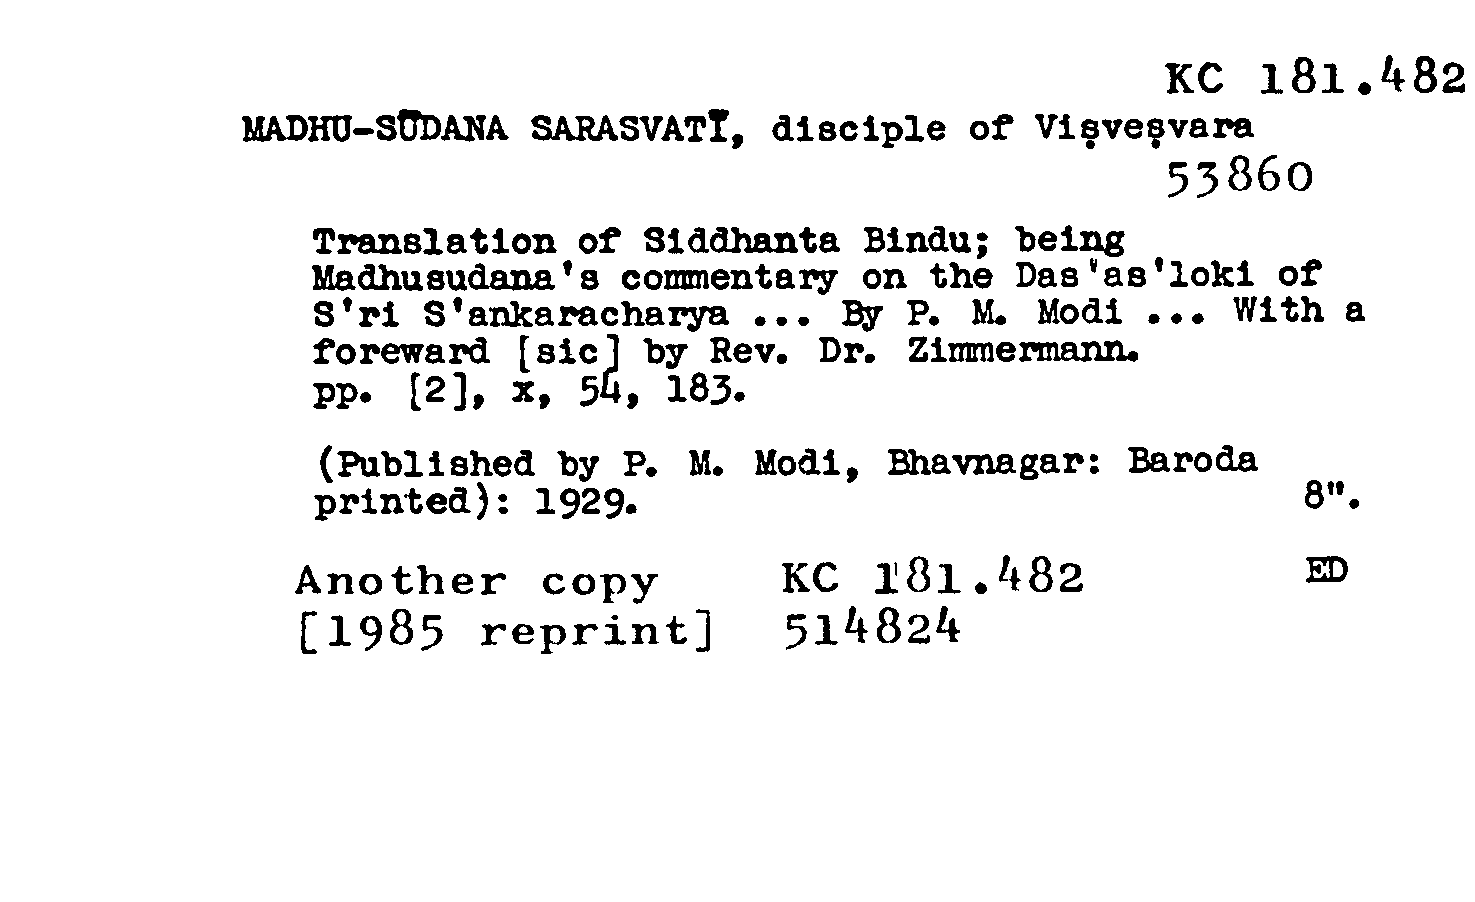 KC 181.482
MADHU-SŪDANA SARASVATĪ, disciple of Viṣveṣvara
53860
Translation of Siddhanta Bindu; being
Madhusudana's commentary on the Das'as'loki of
S'ri S'ankaracharya ... By P. M. Modi ... With a
foreward [sic] by Rev. Dr. Zimmermann.
pp. [2], x, 54, 183.
(Published by P. M. Modi, Bhavnagar: Baroda
printed): 1929. 8".
Another copy KC 181.482 ED
[1985 reprint] 514824